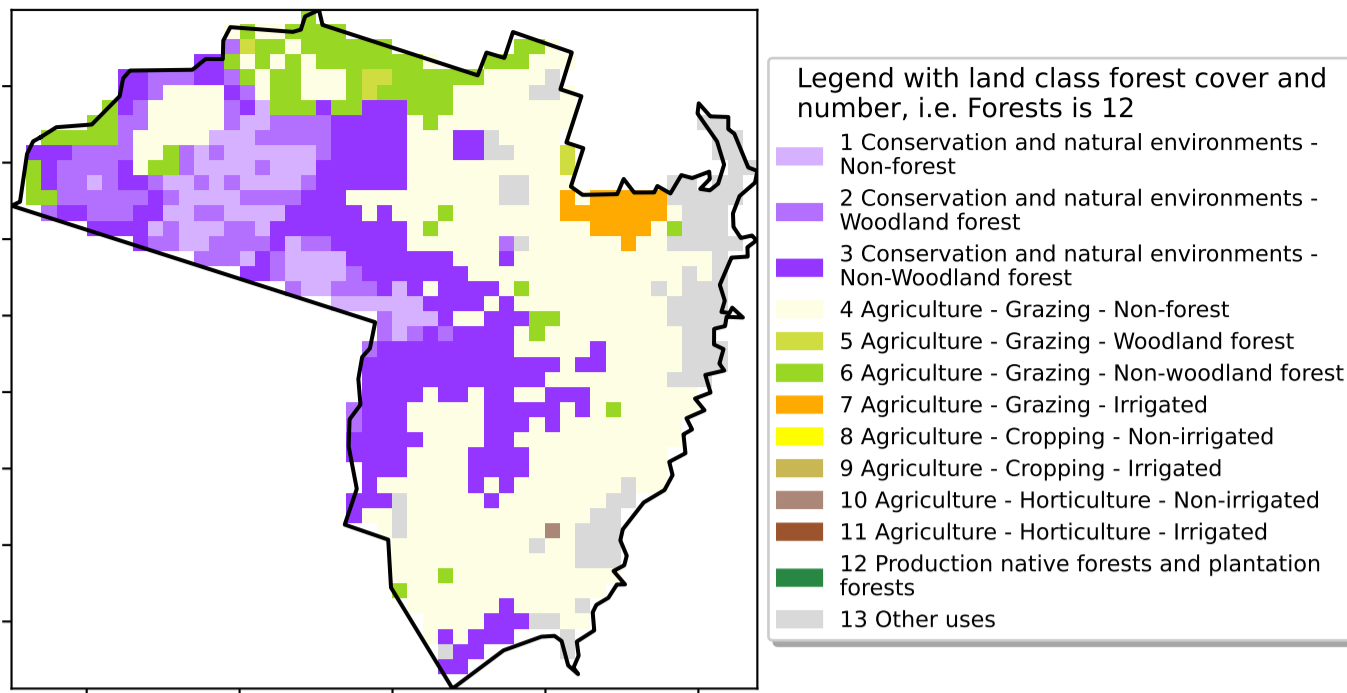 Legend with land class forest cover and
number, i.e. Forests is 12
1 Conservation and natural environments -
Non-forest
2 Conservation and natural environments -
Woodland forest
3 Conservation and natural environments -
Non-Woodland forest
4 Agriculture - Grazing - Non-forest
5 Agriculture - Grazing - Woodland forest
6 Agriculture - Grazing - Non-woodland forest
7 Agriculture - Grazing - Irrigated
8 Agriculture - Cropping - Non-irrigated
9 Agriculture - Cropping - Irrigated
10 Agriculture - Horticulture - Non-irrigated
11 Agriculture - Horticulture - Irrigated
12 Production native forests and plantation
forests
13 Other uses